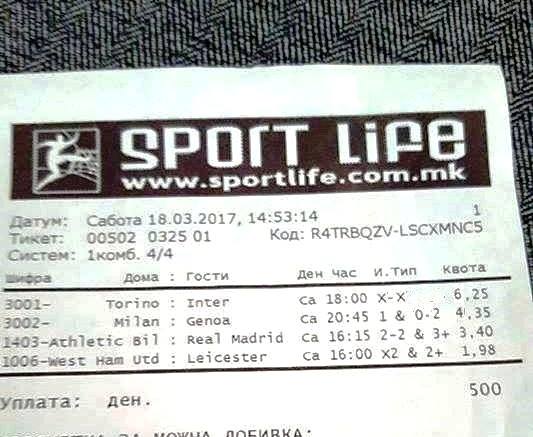 SPORT LIFE
www.sportlife.com.mk
1
Датум: Сабота 18.03.2017, 14:53:14
Тикет: 00502 0325 01 Код: R4TRBQZV-LSCXMNC5
Систем: 1комб. 4/4
Шифра Дома : Гости Ден час И.Тип Квота
3001- Torino : Inter Са 18:00 X-X 6,25
3002- Milan : Genoa Са 20:45 1 & 0-2 4,35
1403-Athletic Bil : Real Madrid Са 16:15 2-2 & 3+ 3,40
1006-West Ham Utd : Leicester Са 16:00 X2 & 2+ 1,98
Уплата: ден. 500
ЗА МОЖНА ДОБИВКА: